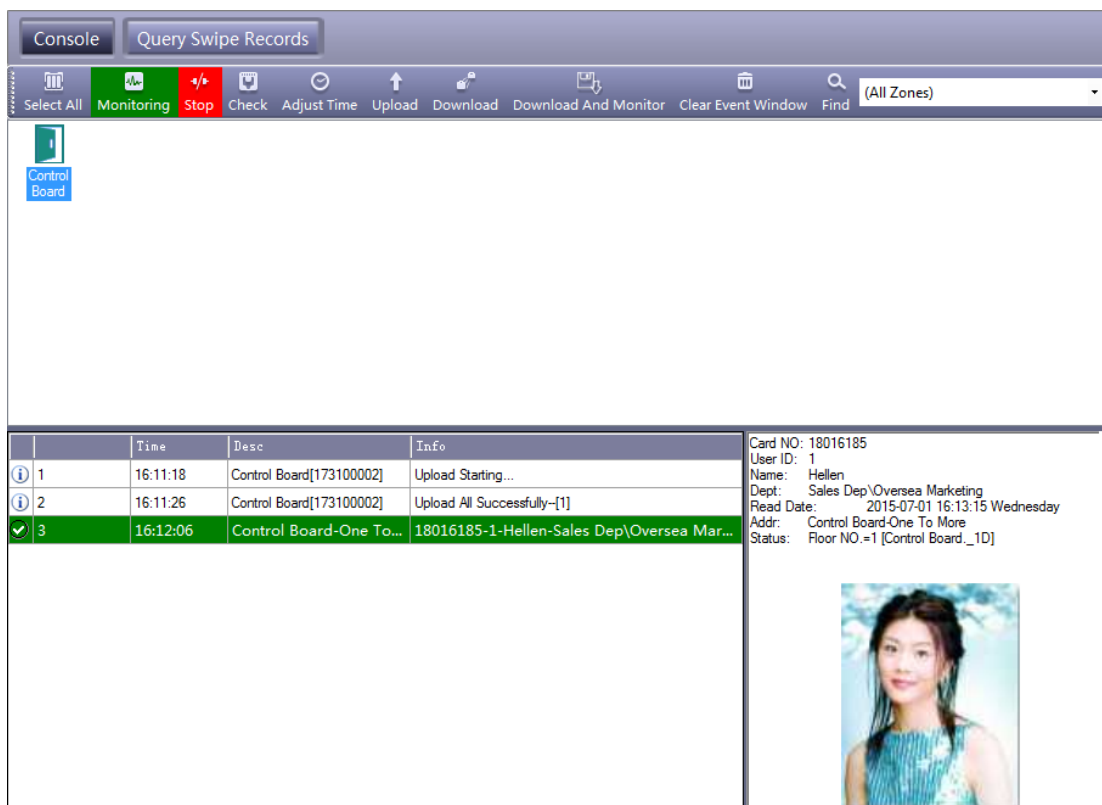 Console Query Swipe Records
Select All Monitoring Stop Check Adjust Time Upload Download Download And Monitor Clear Event Window Find (All Zones)
Control
Board
Time Desc Info
1 16:11:18 Control Board[173100002] Upload Starting...
2 16:11:26 Control Board[173100002] Upload All Successfully--[1]
3 16:12:06 Control Board-One To... 18016185-1-Hellen-Sales Dep\Oversea Mar...
Card NO: 18016185
User ID: 1
Name: Hellen
Dept: Sales Dep\Oversea Marketing
Read Date: 2015-07-01 16:13:15 Wednesday
Addr: Control Board-One To More
Status: Floor NO.=1 [Control Board._1D]